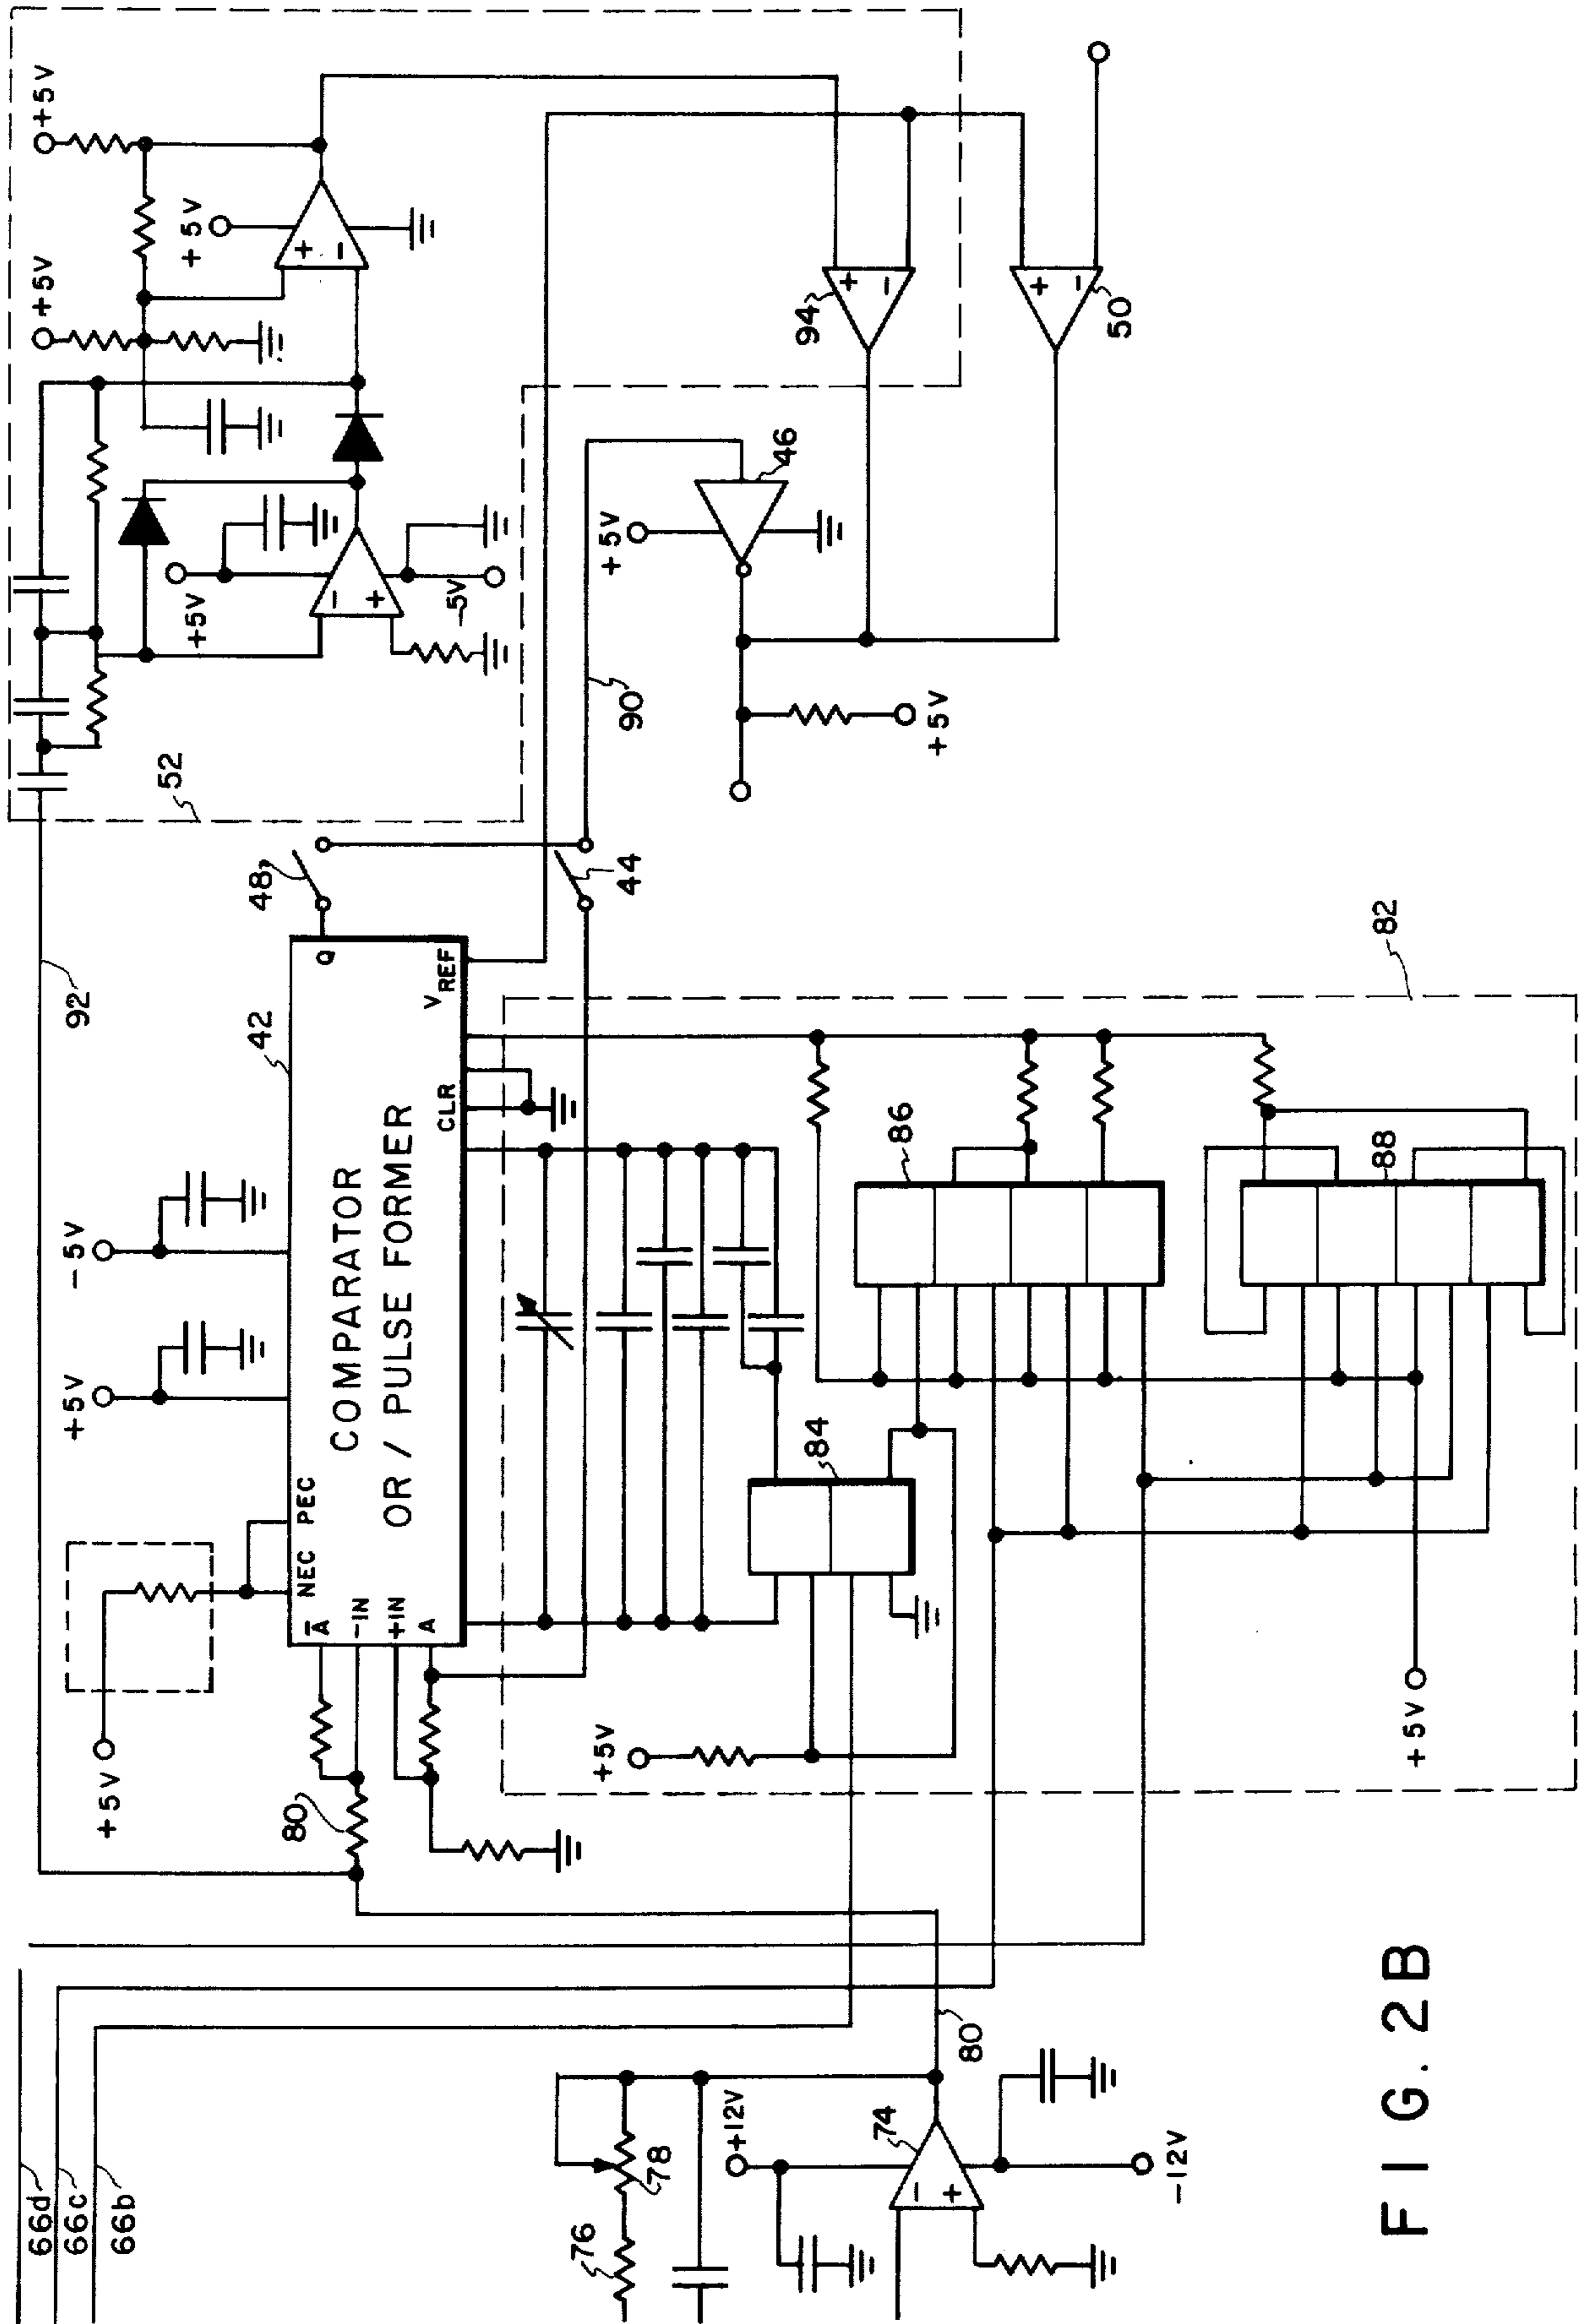 66d
66c
66b
76
78
+12V
74
-12V
80
+5V
80
+5V
-5V
42
92
NEC PEC
A
-IN
+IN
A
COMPARATOR
OR / PULSE FORMER
CLR
VREF
Q
48
44
52
90
+5V
-5V
+5V
+5V
+5V
-
+
+
-
+5V
46
+5V
94
+
-
+
-
50
82
+5V
84
86
88
+5V
-
+
FIG. 2B